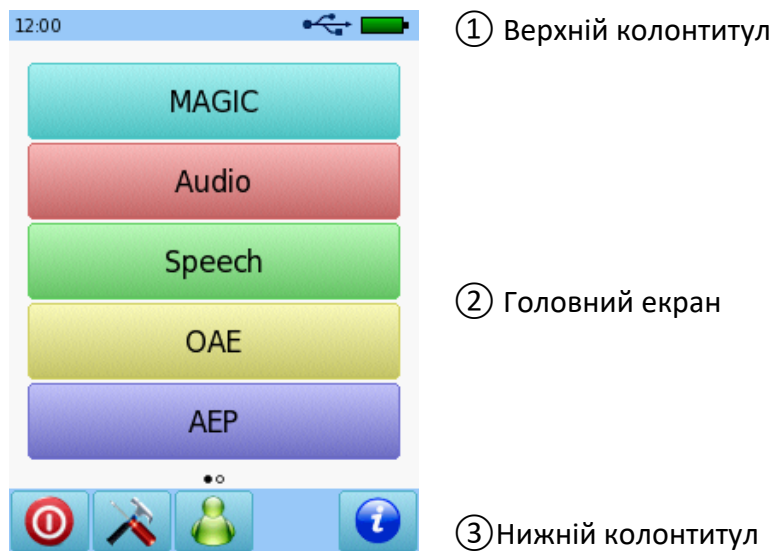 12:00
① Верхній колонтитул
MAGIC
Audio
Speech
② Головний екран
OAE
AEP
③Нижній колонтитул